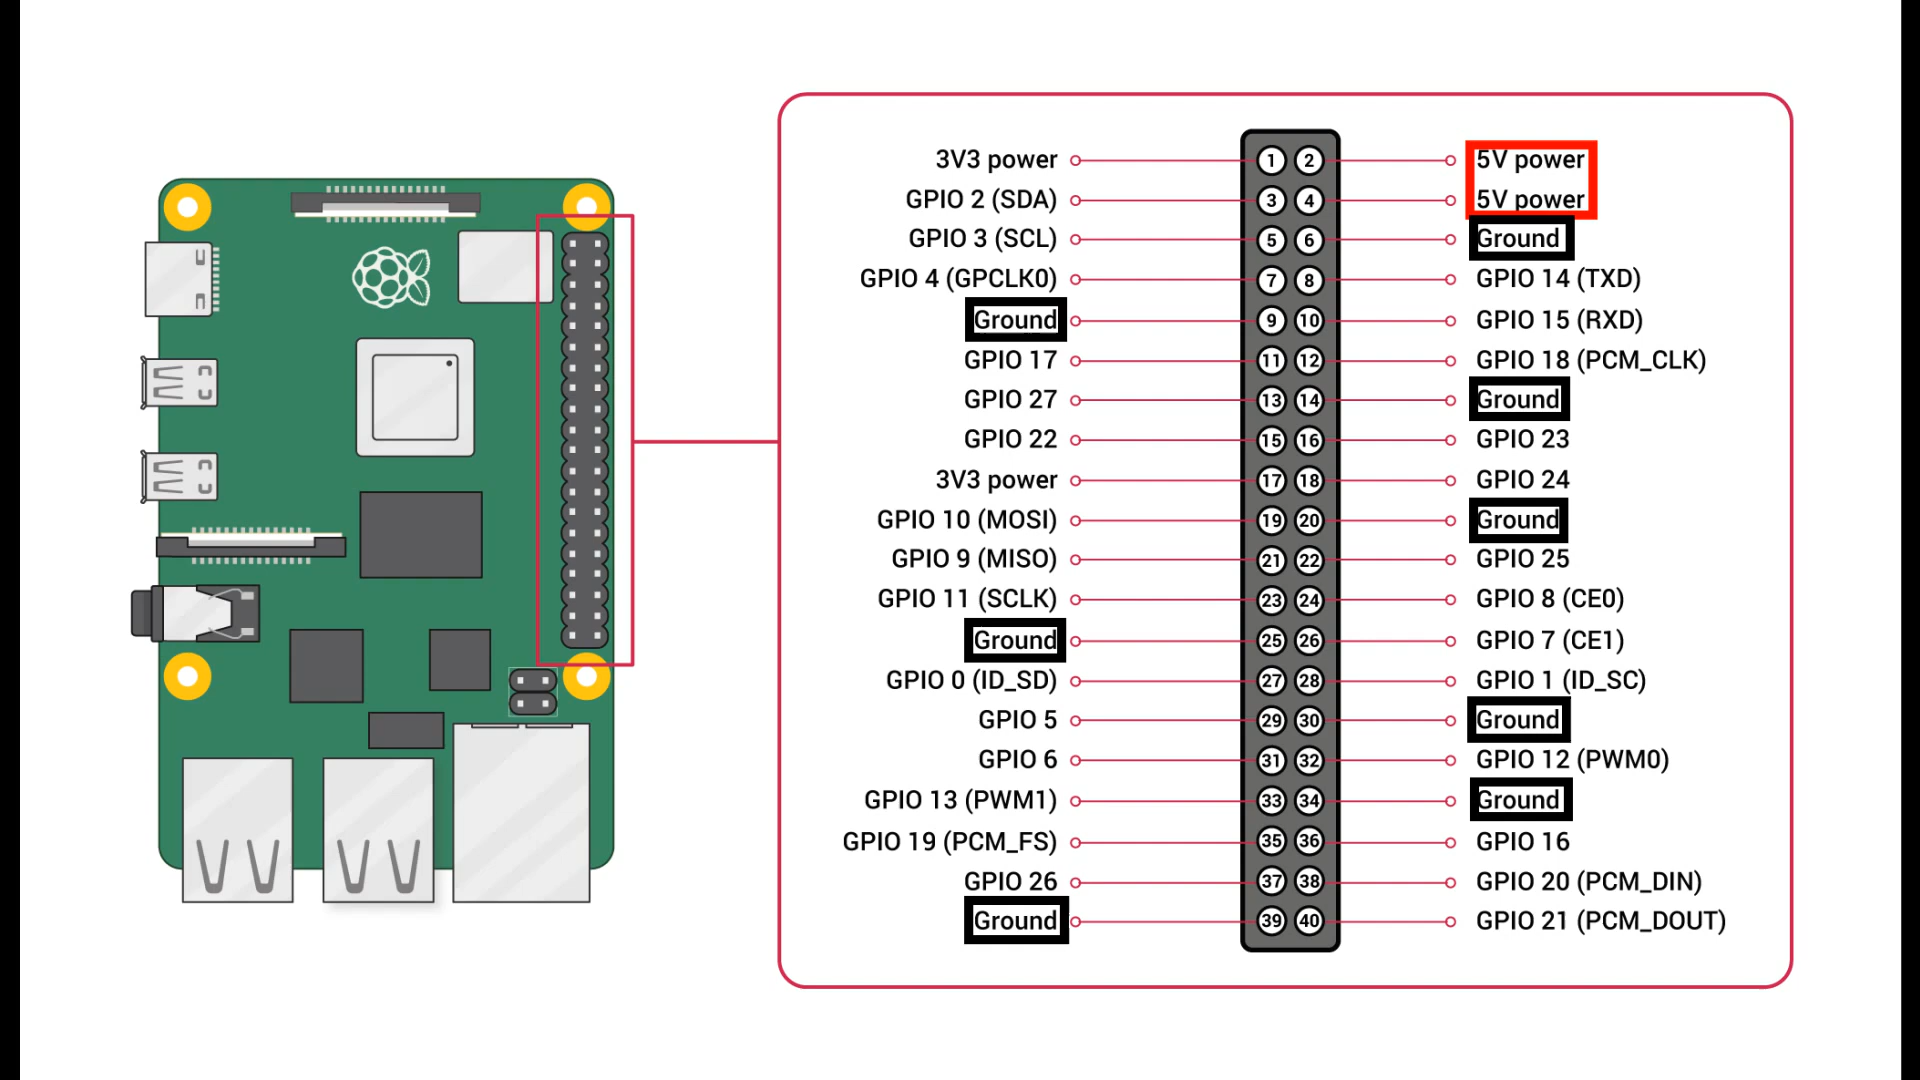 3V3 power 1 2 5V power
GPIO 2 (SDA) 3 4 5V power
GPIO 3 (SCL) 5 6 Ground
GPIO 4 (GPCLK0) 7 8 GPIO 14 (TXD)
Ground 9 10 GPIO 15 (RXD)
GPIO 17 11 12 GPIO 18 (PCM_CLK)
GPIO 27 13 14 Ground
GPIO 22 15 16 GPIO 23
3V3 power 17 18 GPIO 24
GPIO 10 (MOSI) 19 20 Ground
GPIO 9 (MISO) 21 22 GPIO 25
GPIO 11 (SCLK) 23 24 GPIO 8 (CE0)
Ground 25 26 GPIO 7 (CE1)
GPIO 0 (ID_SD) 27 28 GPIO 1 (ID_SC)
GPIO 5 29 30 Ground
GPIO 6 31 32 GPIO 12 (PWM0)
GPIO 13 (PWM1) 33 34 Ground
GPIO 19 (PCM_FS) 35 36 GPIO 16
GPIO 26 37 38 GPIO 20 (PCM_DIN)
Ground 39 40 GPIO 21 (PCM_DOUT)